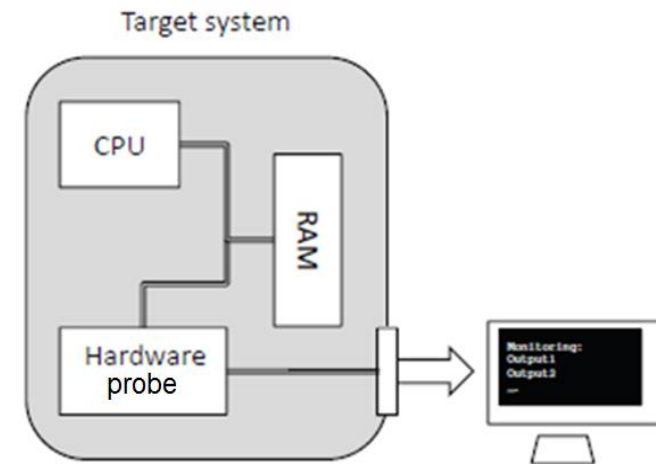 Target system
CPU
RAM
Hardware
probe
Monitoring:
Output1
Output2
_